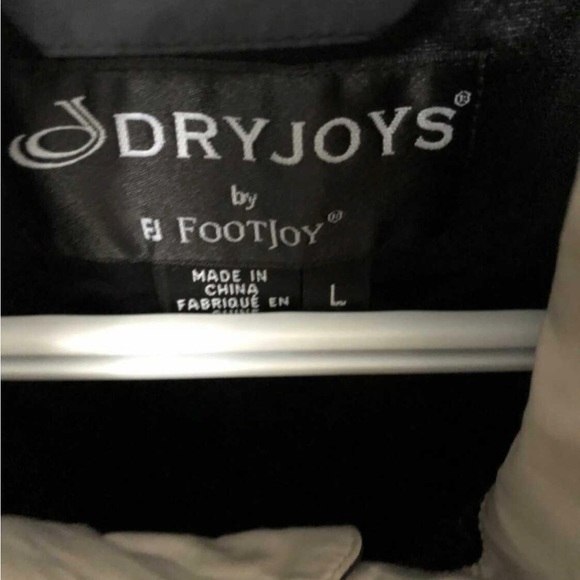 DRYJOYS®
by
FJ FOOTJOY®
MADE IN
CHINA
FABRIQUÉ EN
L